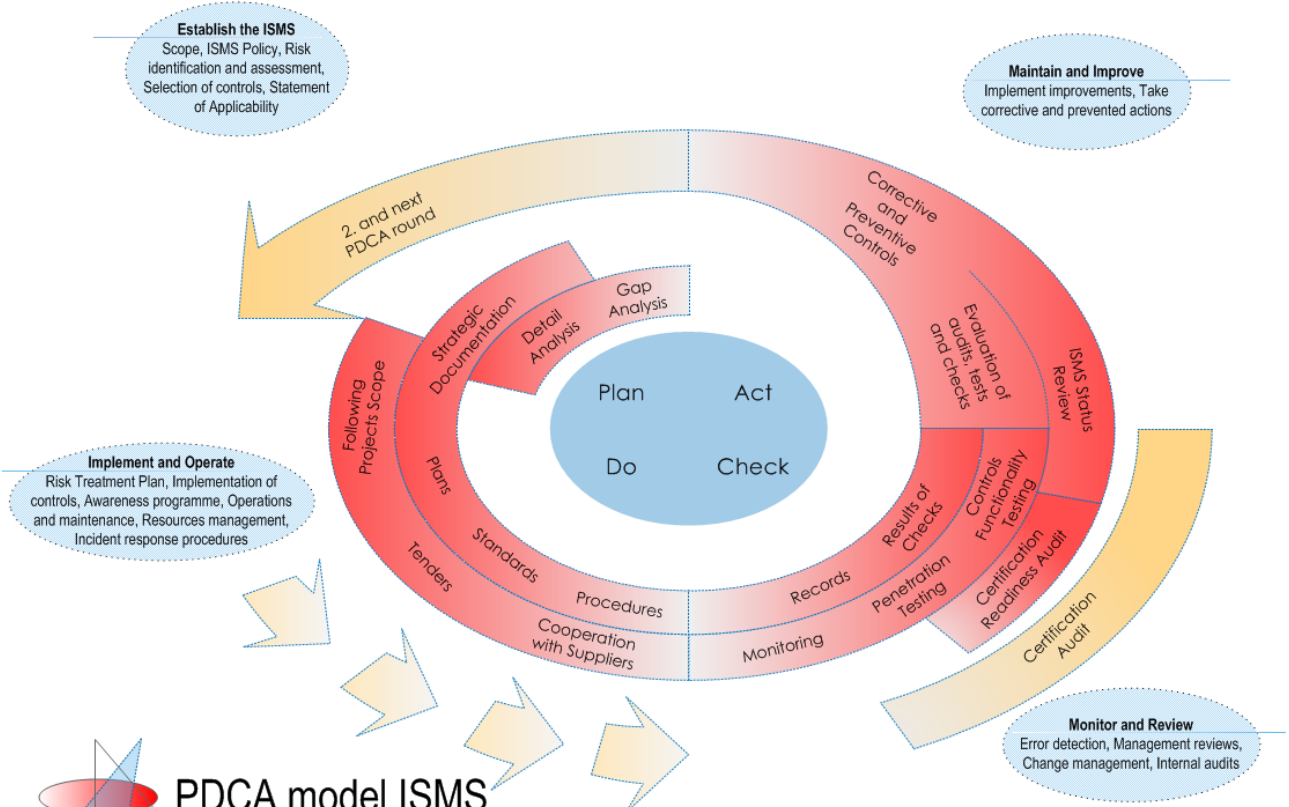 Establish the ISMS
Scope, ISMS Policy, Risk
identification and assessment,
Selection of controls, Statement
of Applicability
Maintain and Improve
Implement improvements, Take
corrective and prevented actions
2. and next
PDCA round
Corrective
and
Preventive
Controls
Gap
Analysis
Detail
Analysis
Strategic
Documentation
Evaluation of
audits, tests
and checks
ISMS Status
Review
Following
Projects Scope
Plan
Act
Do
Check
Implement and Operate
Risk Treatment Plan, Implementation of
controls, Awareness programme, Operations
and maintenance, Resources management,
Incident response procedures
Plans
Standards
Procedures
Tenders
Cooperation
with Suppliers
Results of
Checks
Records
Controls
Functionality
Testing
Penetration
Testing
Monitoring
Certification
Readiness Audit
Certification
Audit
Monitor and Review
Error detection, Management reviews,
Change management, Internal audits
PDCA model ISMS